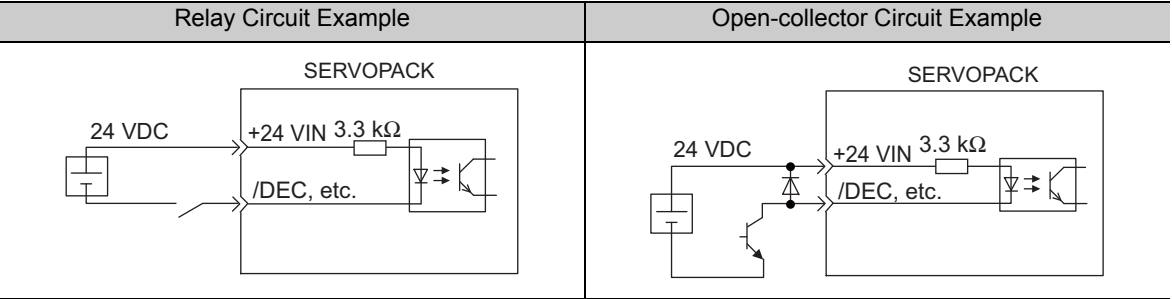 Relay Circuit Example
Open-collector Circuit Example
SERVOPACK
24 VDC
+24 VIN 3.3 kΩ
/DEC, etc.
SERVOPACK
24 VDC
+24 VIN 3.3 kΩ
/DEC, etc.